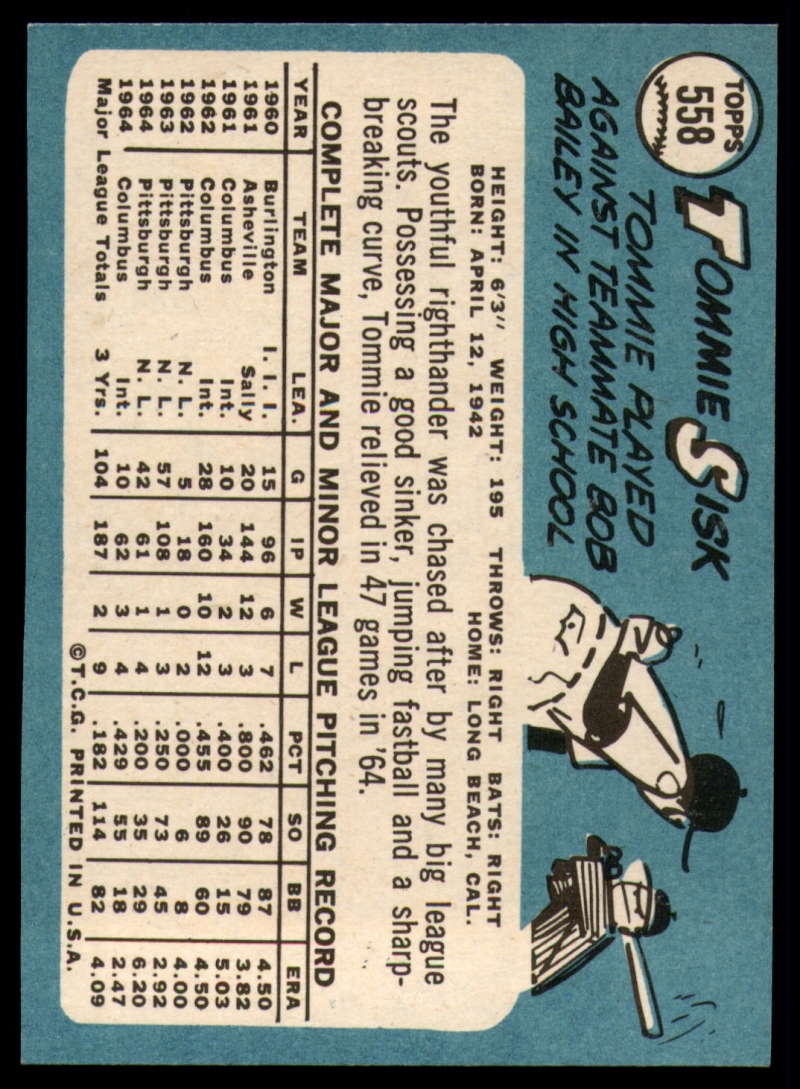 TOPPS
558
TOMMIE SISK
TOMMIE PLAYED
AGAINST TEAMMATE BOB
BAILEY IN HIGH SCHOOL
HEIGHT: 6'3" WEIGHT: 195 THROWS: RIGHT BATS: RIGHT
BORN: APRIL 12, 1942 HOME: LONG BEACH, CAL.
The youthful righthander was chased after by many big league
scouts. Possessing a good sinker, jumping fastball and a sharp-
breaking curve, Tommie relieved in 47 games in '64.
COMPLETE MAJOR AND MINOR LEAGUE PITCHING RECORD
YEAR TEAM LEA. G IP W L PCT SO BB ERA
1960 Burlington I. I. I. 15 96 6 7 .462 78 87 4.50
1961 Asheville Sally 20 144 12 3 .800 90 79 3.82
1961 Columbus Int. 10 34 2 3 .400 26 15 5.03
1962 Columbus Int. 28 160 10 12 .455 89 60 4.50
1962 Pittsburgh N. L. 5 18 0 2 .000 6 8 4.00
1963 Pittsburgh N. L. 57 108 1 3 .250 73 45 2.92
1964 Pittsburgh N. L. 42 61 1 4 .200 35 29 6.20
1964 Columbus Int. 10 62 3 4 .429 55 18 2.47
Major League Totals 3 Yrs. 104 187 2 9 .182 114 82 4.09
©T.C.G. PRINTED IN U.S.A.